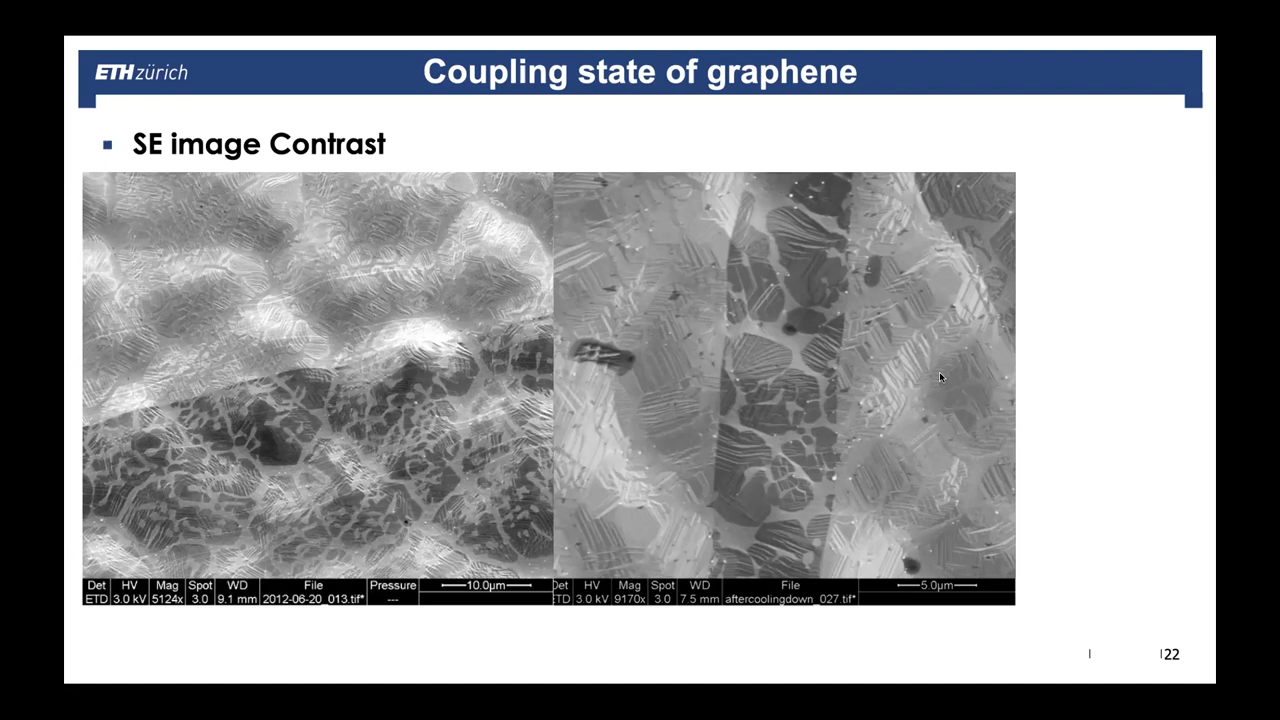 ETH zürich
Coupling state of graphene
SE image Contrast
Det HV Mag Spot WD File Pressure 10.0µm
ETD 3.0 kV 5124x 3.0 9.1 mm 2012-06-20_013.tif* ---
Det HV Mag Spot WD File 5.0µm
ETD 3.0 kV 9170x 3.0 7.5 mm aftercoolingdown_027.tif*
22